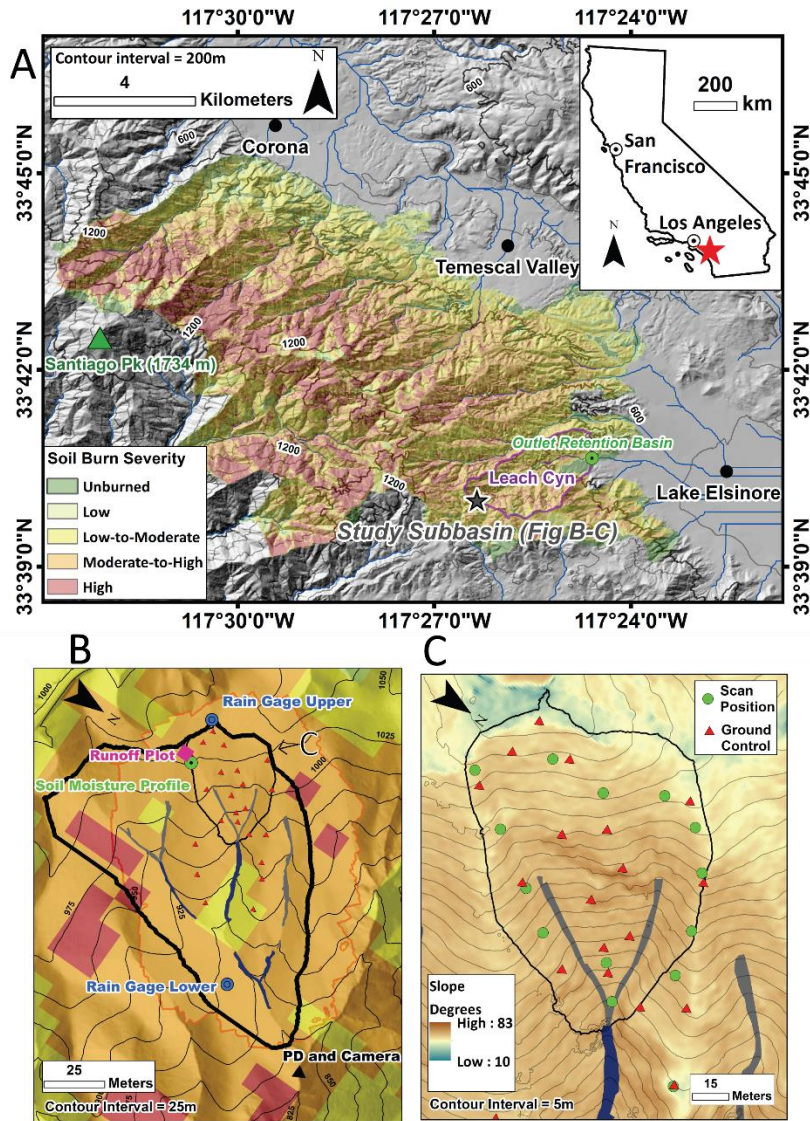 117°30'0"W
117°27'0"W
117°24'0"W
A
Contour interval = 200m
4
Kilometers
N
600
600
Corona
200
km
San
Francisco
Los Angeles
N
33°45'0"N
33°45'0"N
1200
Temescal Valley
1200
1200
Santiago Pk (1734 m)
33°42'0"N
33°42'0"N
600
Outlet Retention Basin
1200
Leach Cyn
1200
Lake Elsinore
Study Subbasin (Fig B-C)
Soil Burn Severity
Unburned
Low
Low-to-Moderate
Moderate-to-High
High
33°39'0"N
33°39'0"N
117°30'0"W
117°27'0"W
117°24'0"W
B
1000
1050
N
Rain Gage Upper
1025
C
Runoff Plot
1000
Soil Moisture Profile
950
975
925
Rain Gage Lower
PD and Camera
850
825
25
Meters
Contour Interval = 25m
C
N
Scan
Position
Ground
Control
Slope
Degrees
High : 83
Low : 10
15
Meters
Contour Interval = 5m